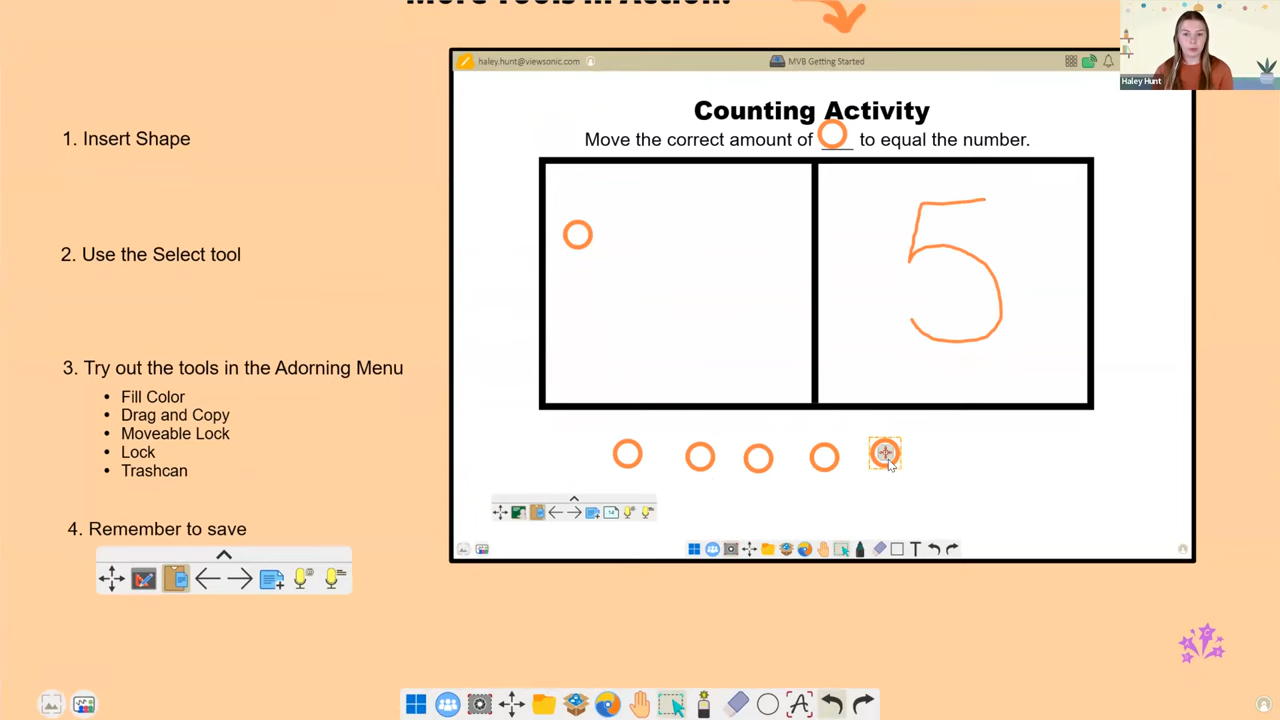 More Tools in Action!
haley.hunt@viewsonic.com
MVB Getting Started
Haley Hunt
Counting Activity
Move the correct amount of ___ to equal the number.
5
1. Insert Shape
2. Use the Select tool
3. Try out the tools in the Adorning Menu
• Fill Color
• Drag and Copy
• Moveable Lock
• Lock
• Trashcan
4. Remember to save